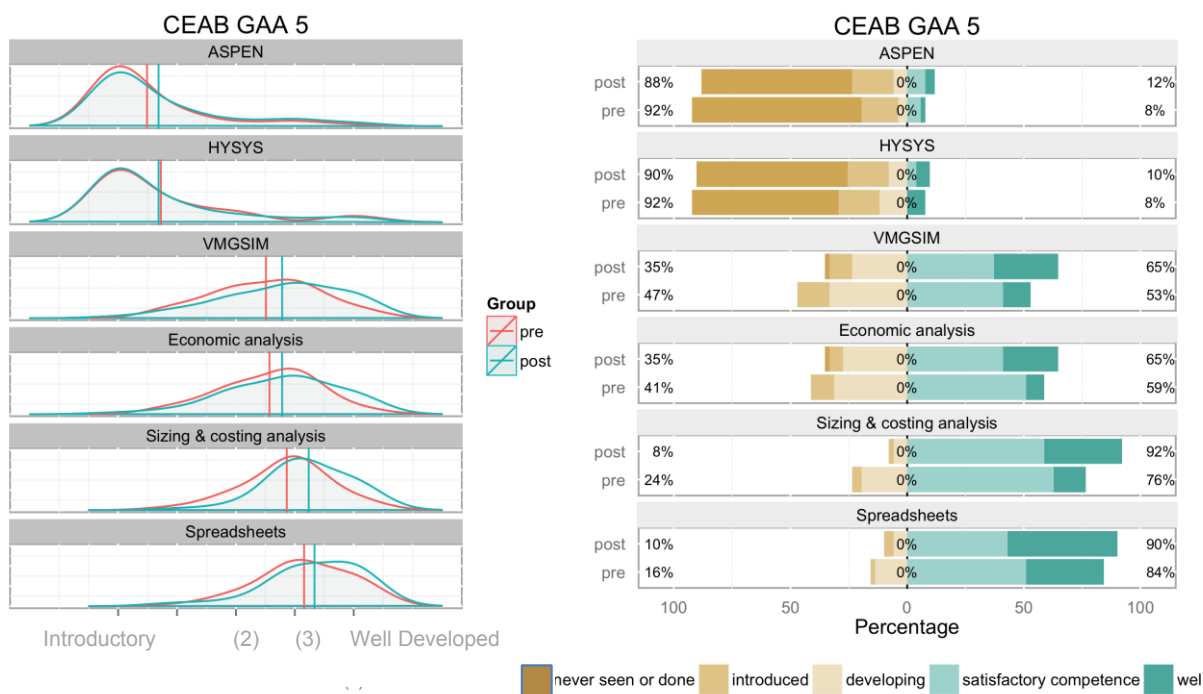 CEAB GAA 5
ASPEN
HYSYS
VMGSIM
Economic analysis
Sizing & costing analysis
Spreadsheets
Introductory (2) (3) Well Developed
Group
pre
post
CEAB GAA 5
ASPEN
post 88% 0% 12%
pre 92% 0% 8%
HYSYS
post 90% 0% 10%
pre 92% 0% 8%
VMGSIM
post 35% 0% 65%
pre 47% 0% 53%
Economic analysis
post 35% 0% 65%
pre 41% 0% 59%
Sizing & costing analysis
post 8% 0% 92%
pre 24% 0% 76%
Spreadsheets
post 10% 0% 90%
pre 16% 0% 84%
100 50 0 50 100
Percentage
never seen or done introduced developing satisfactory competence wel